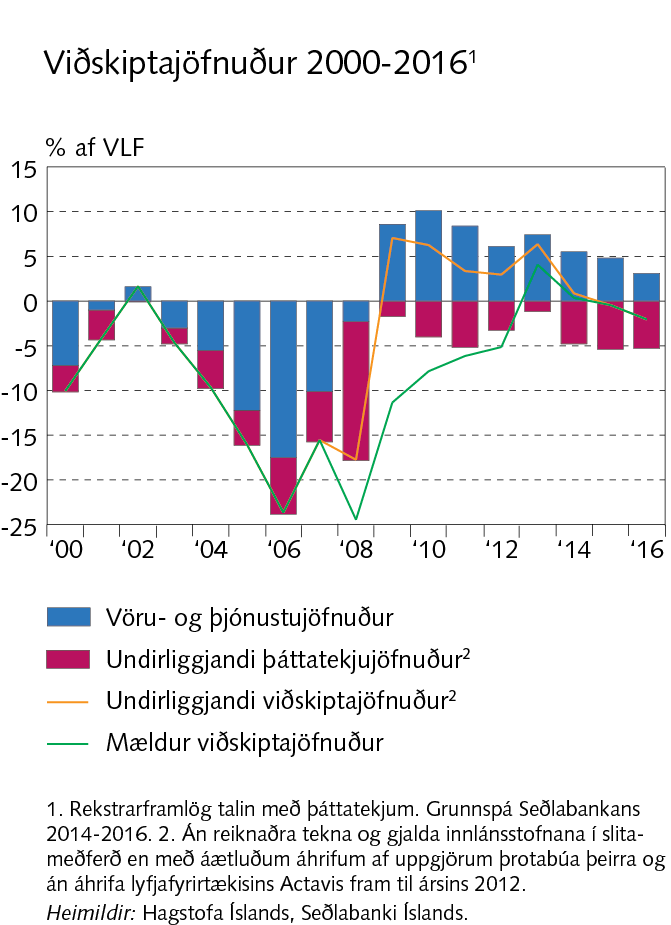 Viðskiptajöfnuður 2000-2016¹
% af VLF
15
10
5
0
-5
-10
-15
-20
-25
‘00 ‘02 ‘04 ‘06 ‘08 ‘10 ‘12 ‘14 ‘16
Vöru- og þjónustujöfnuður
Undirliggjandi þáttatekjujöfnuður²
Undirliggjandi viðskiptajöfnuður²
Mældur viðskiptajöfnuður
1. Rekstrarframlög talin með þáttatekjum. Grunnspá Seðlabankans
2014-2016. 2. Án reiknaðra tekna og gjalda innlánsstofnana í slita-
meðferð en með áætluðum áhrifum af uppgjörum þrotabúa þeirra og
án áhrifa lyfjafyrirtækisins Actavis fram til ársins 2012.
Heimildir: Hagstofa Íslands, Seðlabanki Íslands.